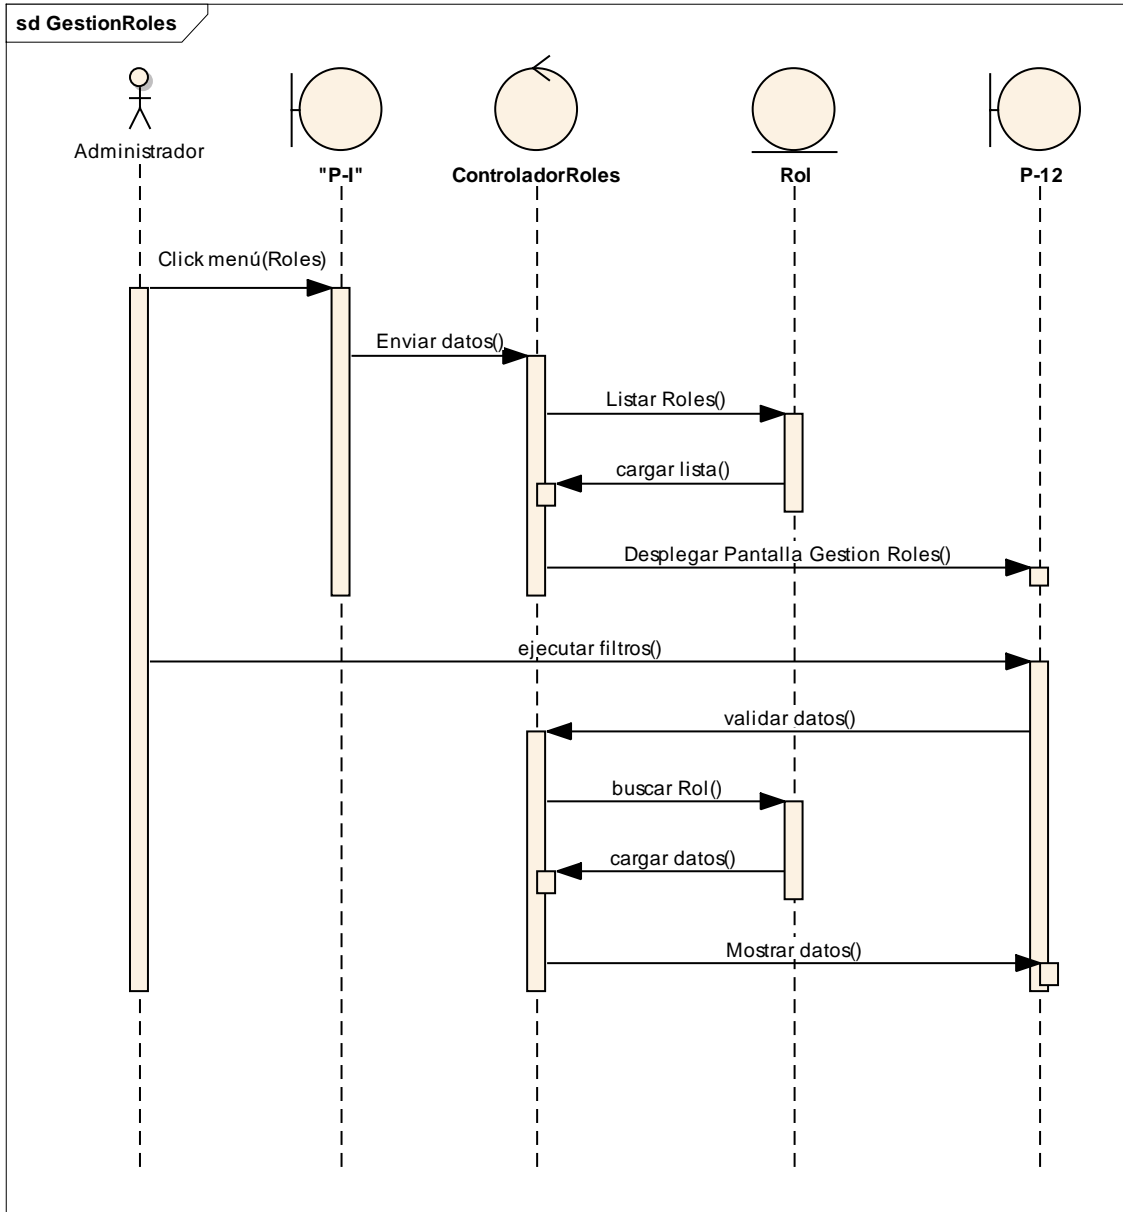 sd GestionRoles
Administrador
"P-I"
ControladorRoles
Rol
P-12
Click menú(Roles)
Enviar datos()
Listar Roles()
cargar lista()
Desplegar Pantalla Gestion Roles()
ejecutar filtros()
validar datos()
buscar Rol()
cargar datos()
Mostrar datos()